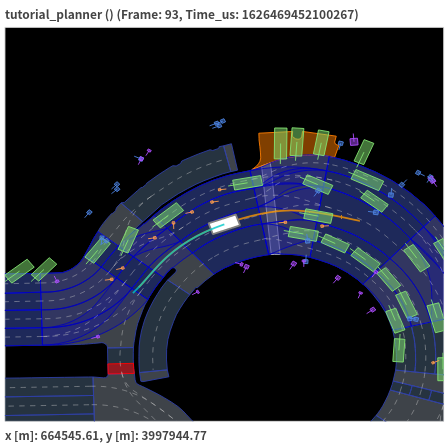 tutorial_planner () (Frame: 93, Time_us: 1626469452100267)
x [m]: 664545.61, y [m]: 3997944.77